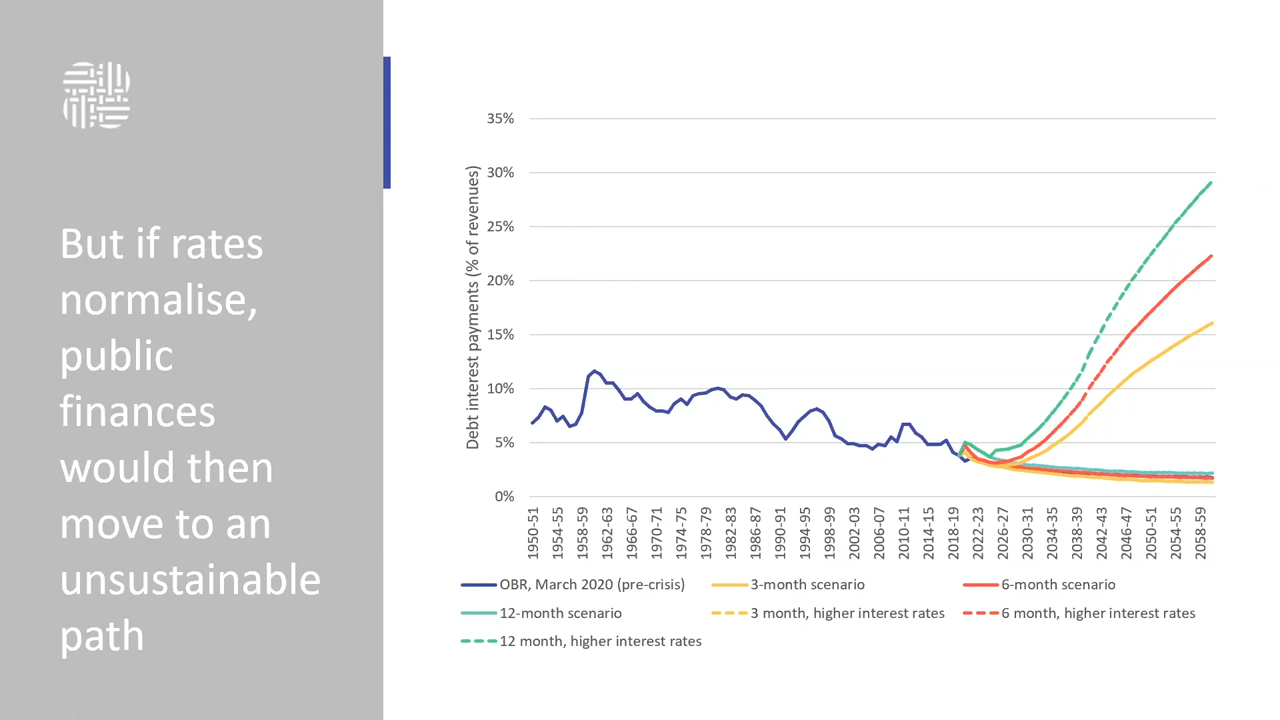 But if rates
normalise,
public
finances
would then
move to an
unsustainable
path
Debt interest payments (% of revenues)
35%
30%
25%
20%
15%
10%
5%
0%
1950-51
1954-55
1958-59
1962-63
1966-67
1970-71
1974-75
1978-79
1982-83
1986-87
1990-91
1994-95
1998-99
2002-03
2006-07
2010-11
2014-15
2018-19
2022-23
2026-27
2030-31
2034-35
2038-39
2042-43
2046-47
2050-51
2054-55
2058-59
OBR, March 2020 (pre-crisis)
3-month scenario
6-month scenario
12-month scenario
3 month, higher interest rates
6 month, higher interest rates
12 month, higher interest rates